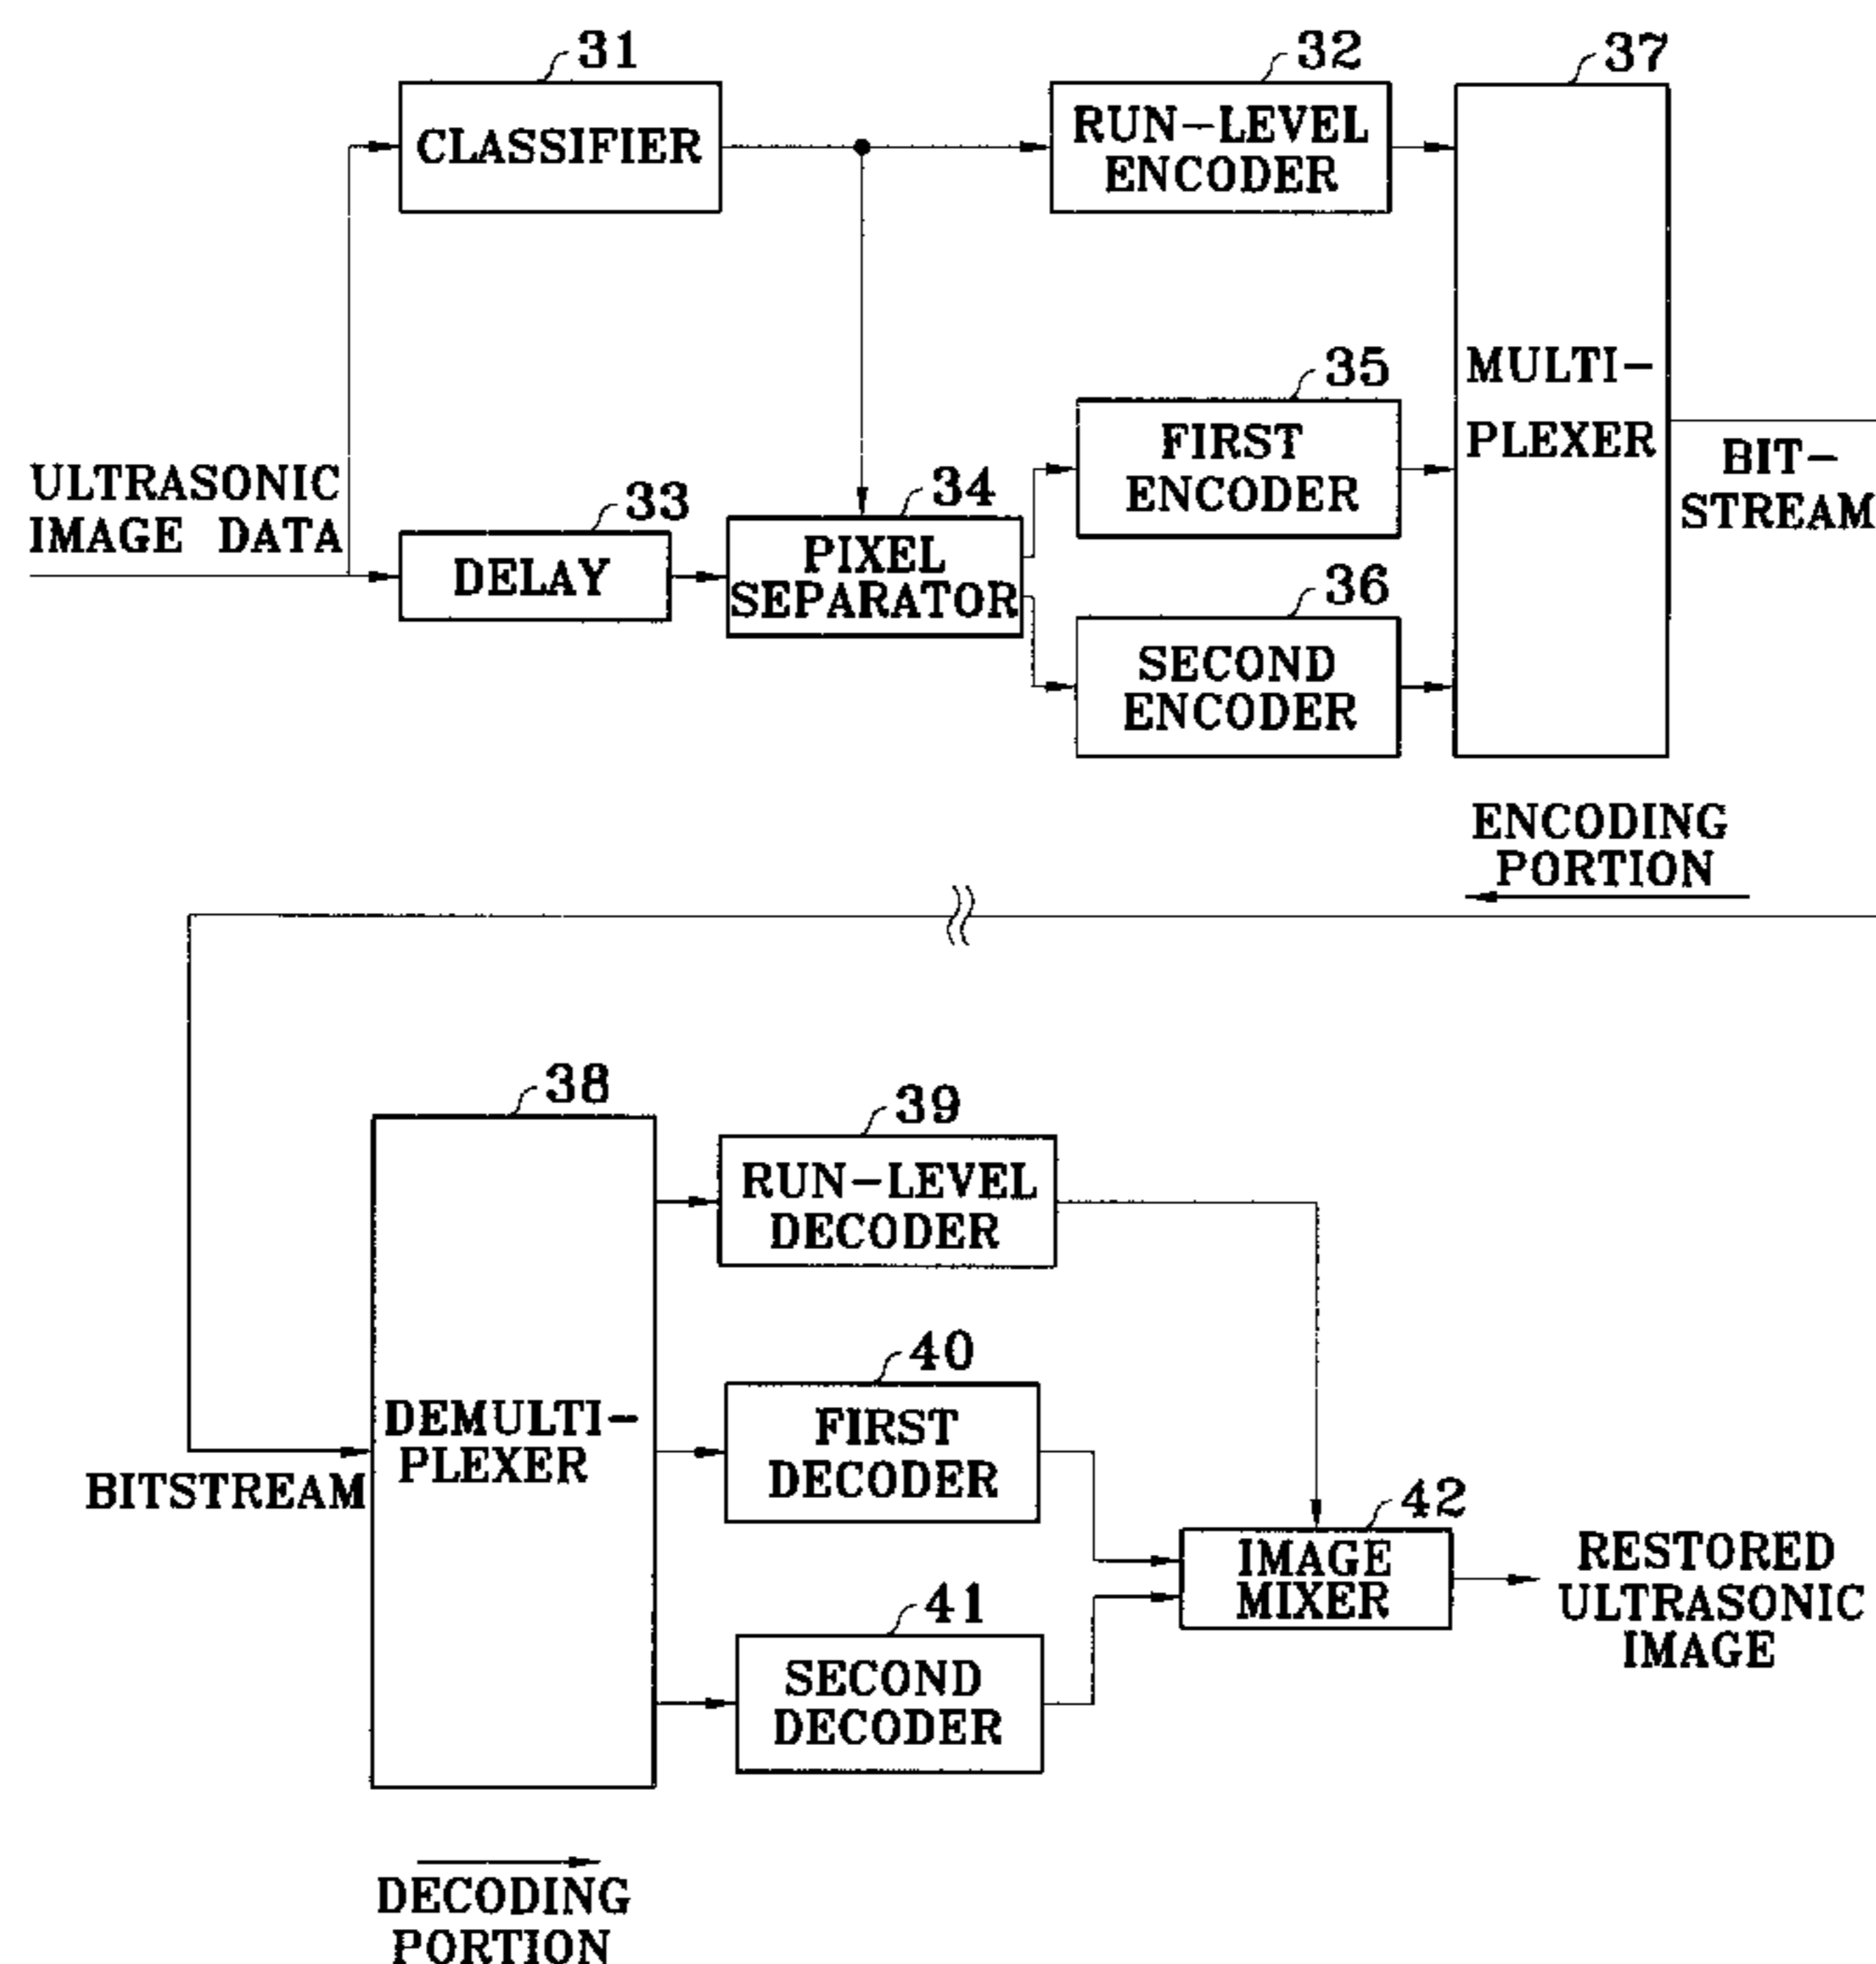 31
CLASSIFIER
32
RUN-LEVEL
ENCODER
37
MULTI-
PLEXER
35
FIRST
ENCODER
ULTRASONIC
IMAGE DATA
33
DELAY
34
PIXEL
SEPARATOR
36
SECOND
ENCODER
BIT-
STREAM
ENCODING
PORTION
38
DEMULTI-
PLEXER
BITSTREAM
39
RUN-LEVEL
DECODER
40
FIRST
DECODER
41
SECOND
DECODER
42
IMAGE
MIXER
RESTORED
ULTRASONIC
IMAGE
DECODING
PORTION